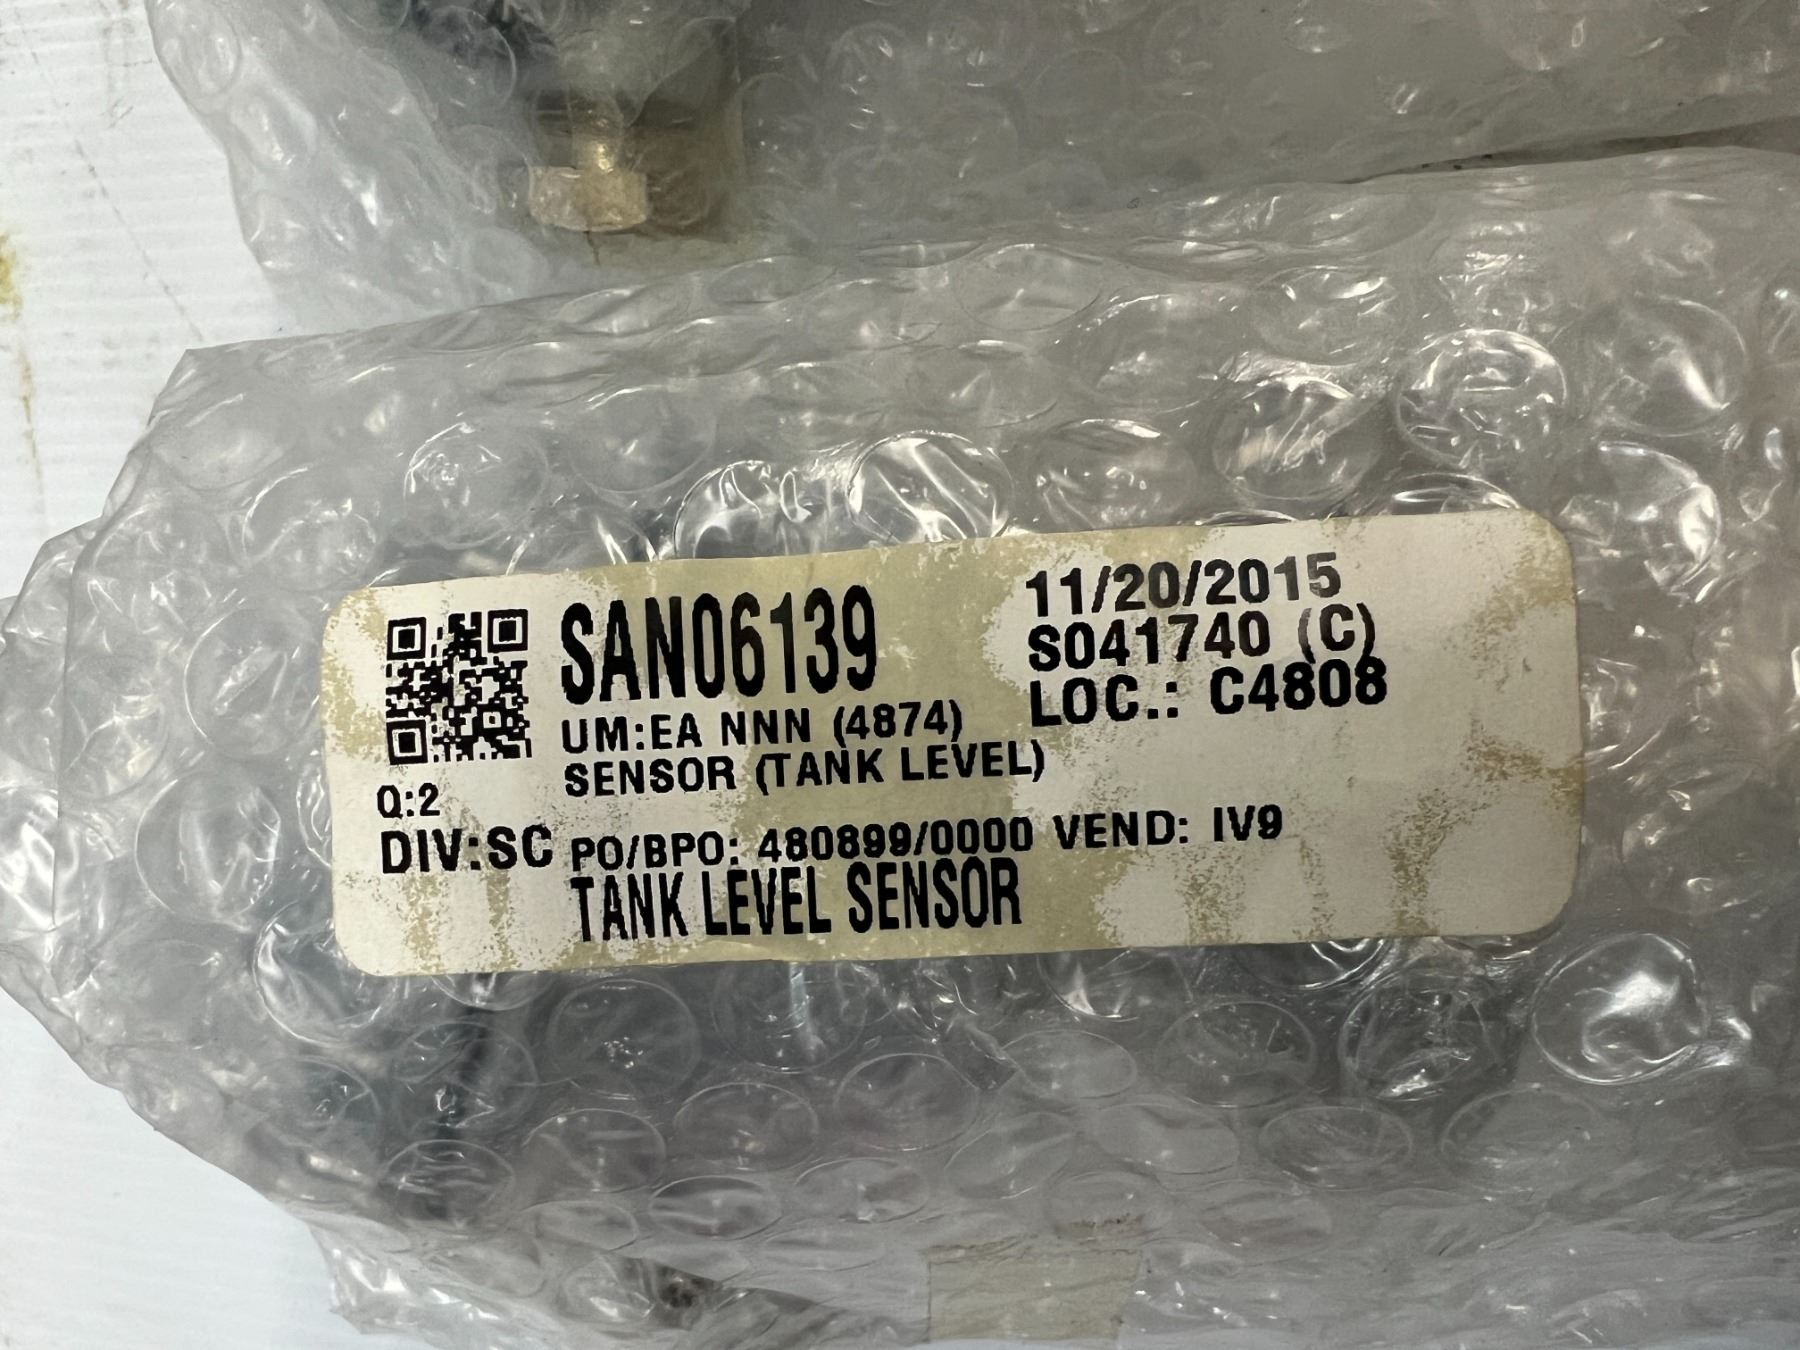 SAN06139
11/20/2015
S041740 (C)
LOC.: C4808
UM:EA NNN (4874)
SENSOR (TANK LEVEL)
Q:2
DIV:SC
PO/BPO: 480899/0000 VEND: IV9
TANK LEVEL SENSOR